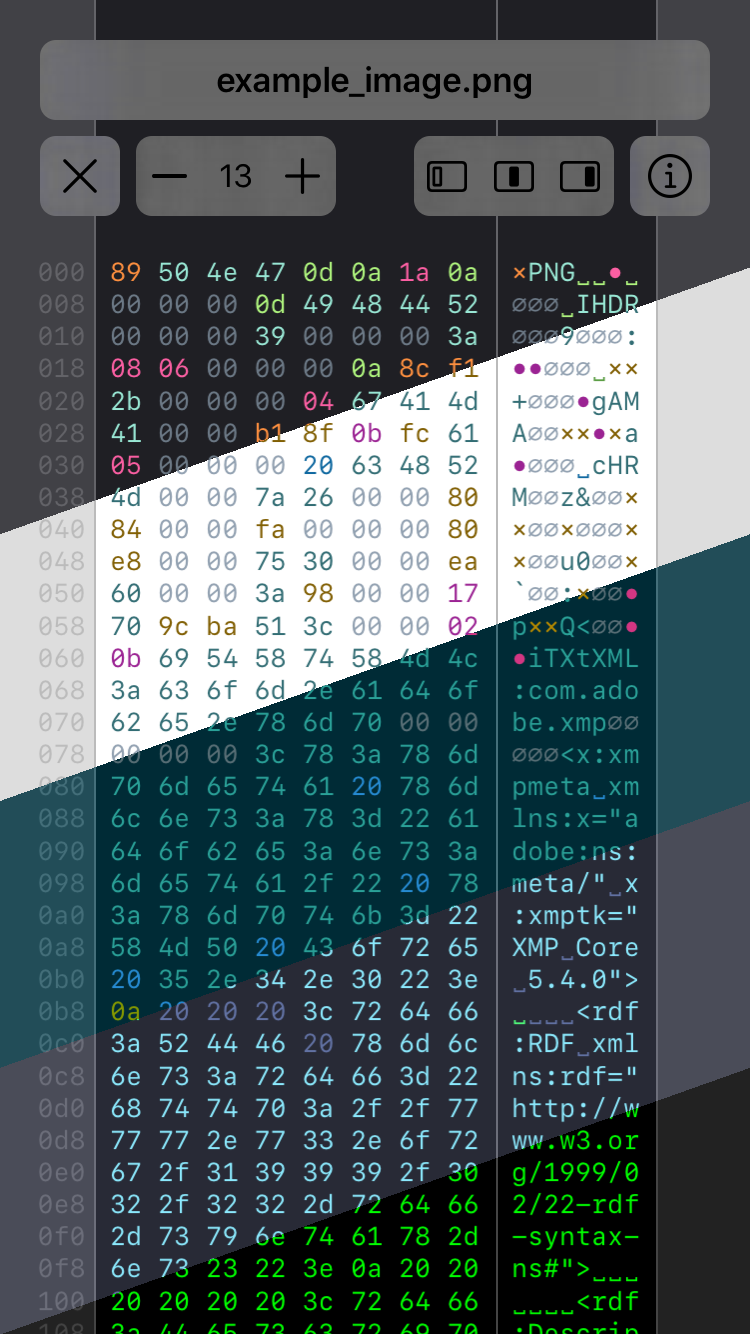 example_image.png
13
000 89 50 4e 47 0d 0a 1a 0a ×PNG␣␣•␣
008 00 00 00 0d 49 48 44 52 ∅∅∅␣IHDR
010 00 00 00 39 00 00 00 3a ∅∅∅9∅∅∅:
018 08 06 00 00 00 0a 8c f1 ••∅∅∅␣××
020 2b 00 00 00 04 67 41 4d +∅∅∅•gAM
028 41 00 00 b1 8f 0b fc 61 A∅∅××•×a
030 05 00 00 00 20 63 48 52 •∅∅∅␣cHR
038 4d 00 00 7a 26 00 00 80 M∅∅z&∅∅×
040 84 00 00 fa 00 00 00 80 ×∅∅×∅∅∅×
048 e8 00 00 75 30 00 00 ea ×∅∅u0∅∅×
050 60 00 00 3a 98 00 00 17 `∅∅:×∅∅•
058 70 9c ba 51 3c 00 00 02 p××Q<∅∅•
060 0b 69 54 58 74 58 4d 4c •iTXtXML
068 3a 63 6f 6d 2e 61 64 6f :com.ado
070 62 65 2e 78 6d 70 00 00 be.xmp∅∅
078 00 00 00 3c 78 3a 78 6d ∅∅∅<x:xm
080 70 6d 65 74 61 20 78 6d pmeta␣xm
088 6c 6e 73 3a 78 3d 22 61 lns:x="a
090 64 6f 62 65 3a 6e 73 3a dobe:ns:
098 6d 65 74 61 2f 22 20 78 meta/"␣x
0a0 3a 78 6d 70 74 6b 3d 22 :xmptk="
0a8 58 4d 50 20 43 6f 72 65 XMP␣Core
0b0 20 35 2e 34 2e 30 22 3e ␣5.4.0">
0b8 0a 20 20 20 3c 72 64 66 ␣␣␣␣<rdf
0c0 3a 52 44 46 20 78 6d 6c :RDF␣xml
0c8 6e 73 3a 72 64 66 3d 22 ns:rdf="
0d0 68 74 74 70 3a 2f 2f 77 http://w
0d8 77 77 2e 77 33 2e 6f 72 ww.w3.or
0e0 67 2f 31 39 39 39 2f 30 g/1999/0
0e8 32 2f 32 32 2d 72 64 66 2/22-rdf
0f0 2d 73 79 6e 74 61 78 2d -syntax-
0f8 6e 73 23 22 3e 0a 20 20 ns#">␣␣␣
100 20 20 20 20 3c 72 64 66 ␣␣␣␣<rdf
108 3a 44 65 73 63 72 69 70 :Descrip